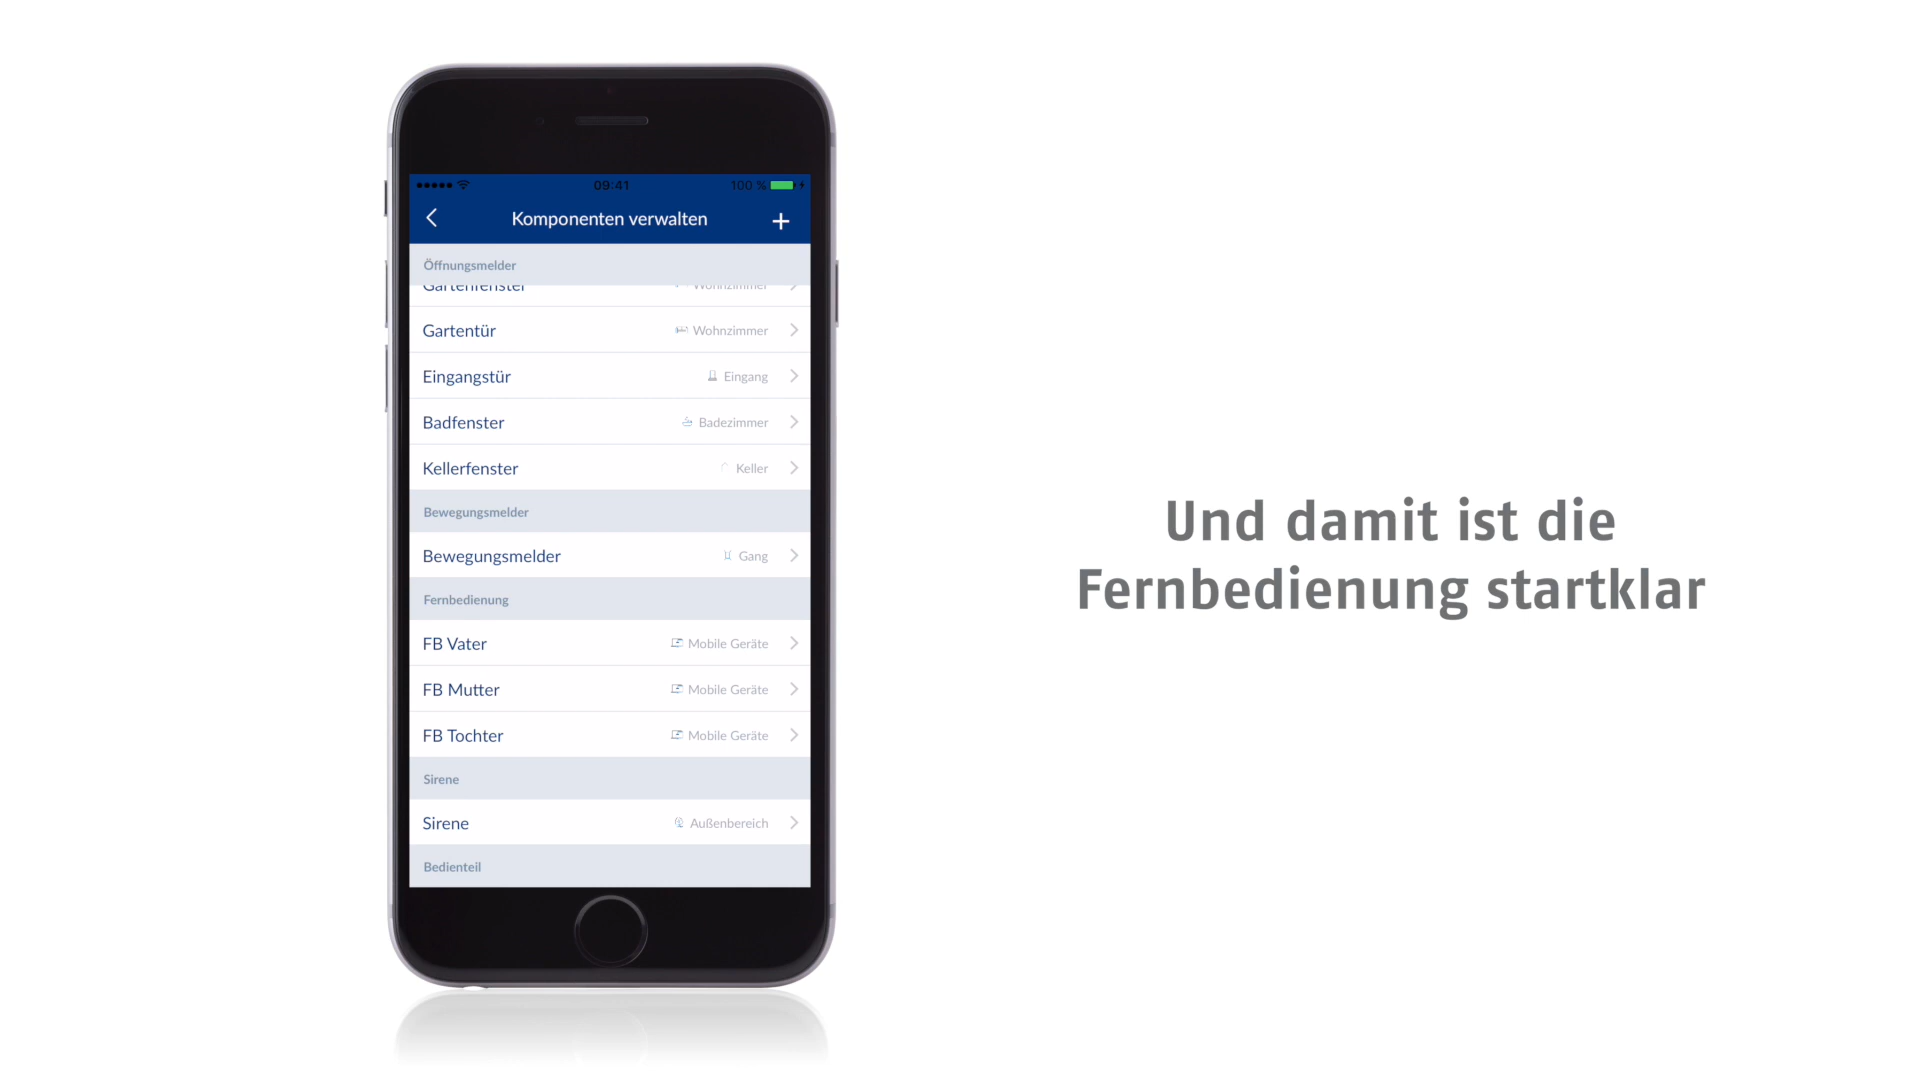 09:41
100 %
Komponenten verwalten
Öffnungsmelder
Gartenfenster Wohnzimmer
Gartentür Wohnzimmer
Eingangstür Eingang
Badfenster Badezimmer
Kellerfenster Keller
Bewegungsmelder
Bewegungsmelder Gang
Fernbedienung
FB Vater Mobile Geräte
FB Mutter Mobile Geräte
FB Tochter Mobile Geräte
Sirene
Sirene Außenbereich
Bedienteil
Und damit ist die
Fernbedienung startklar